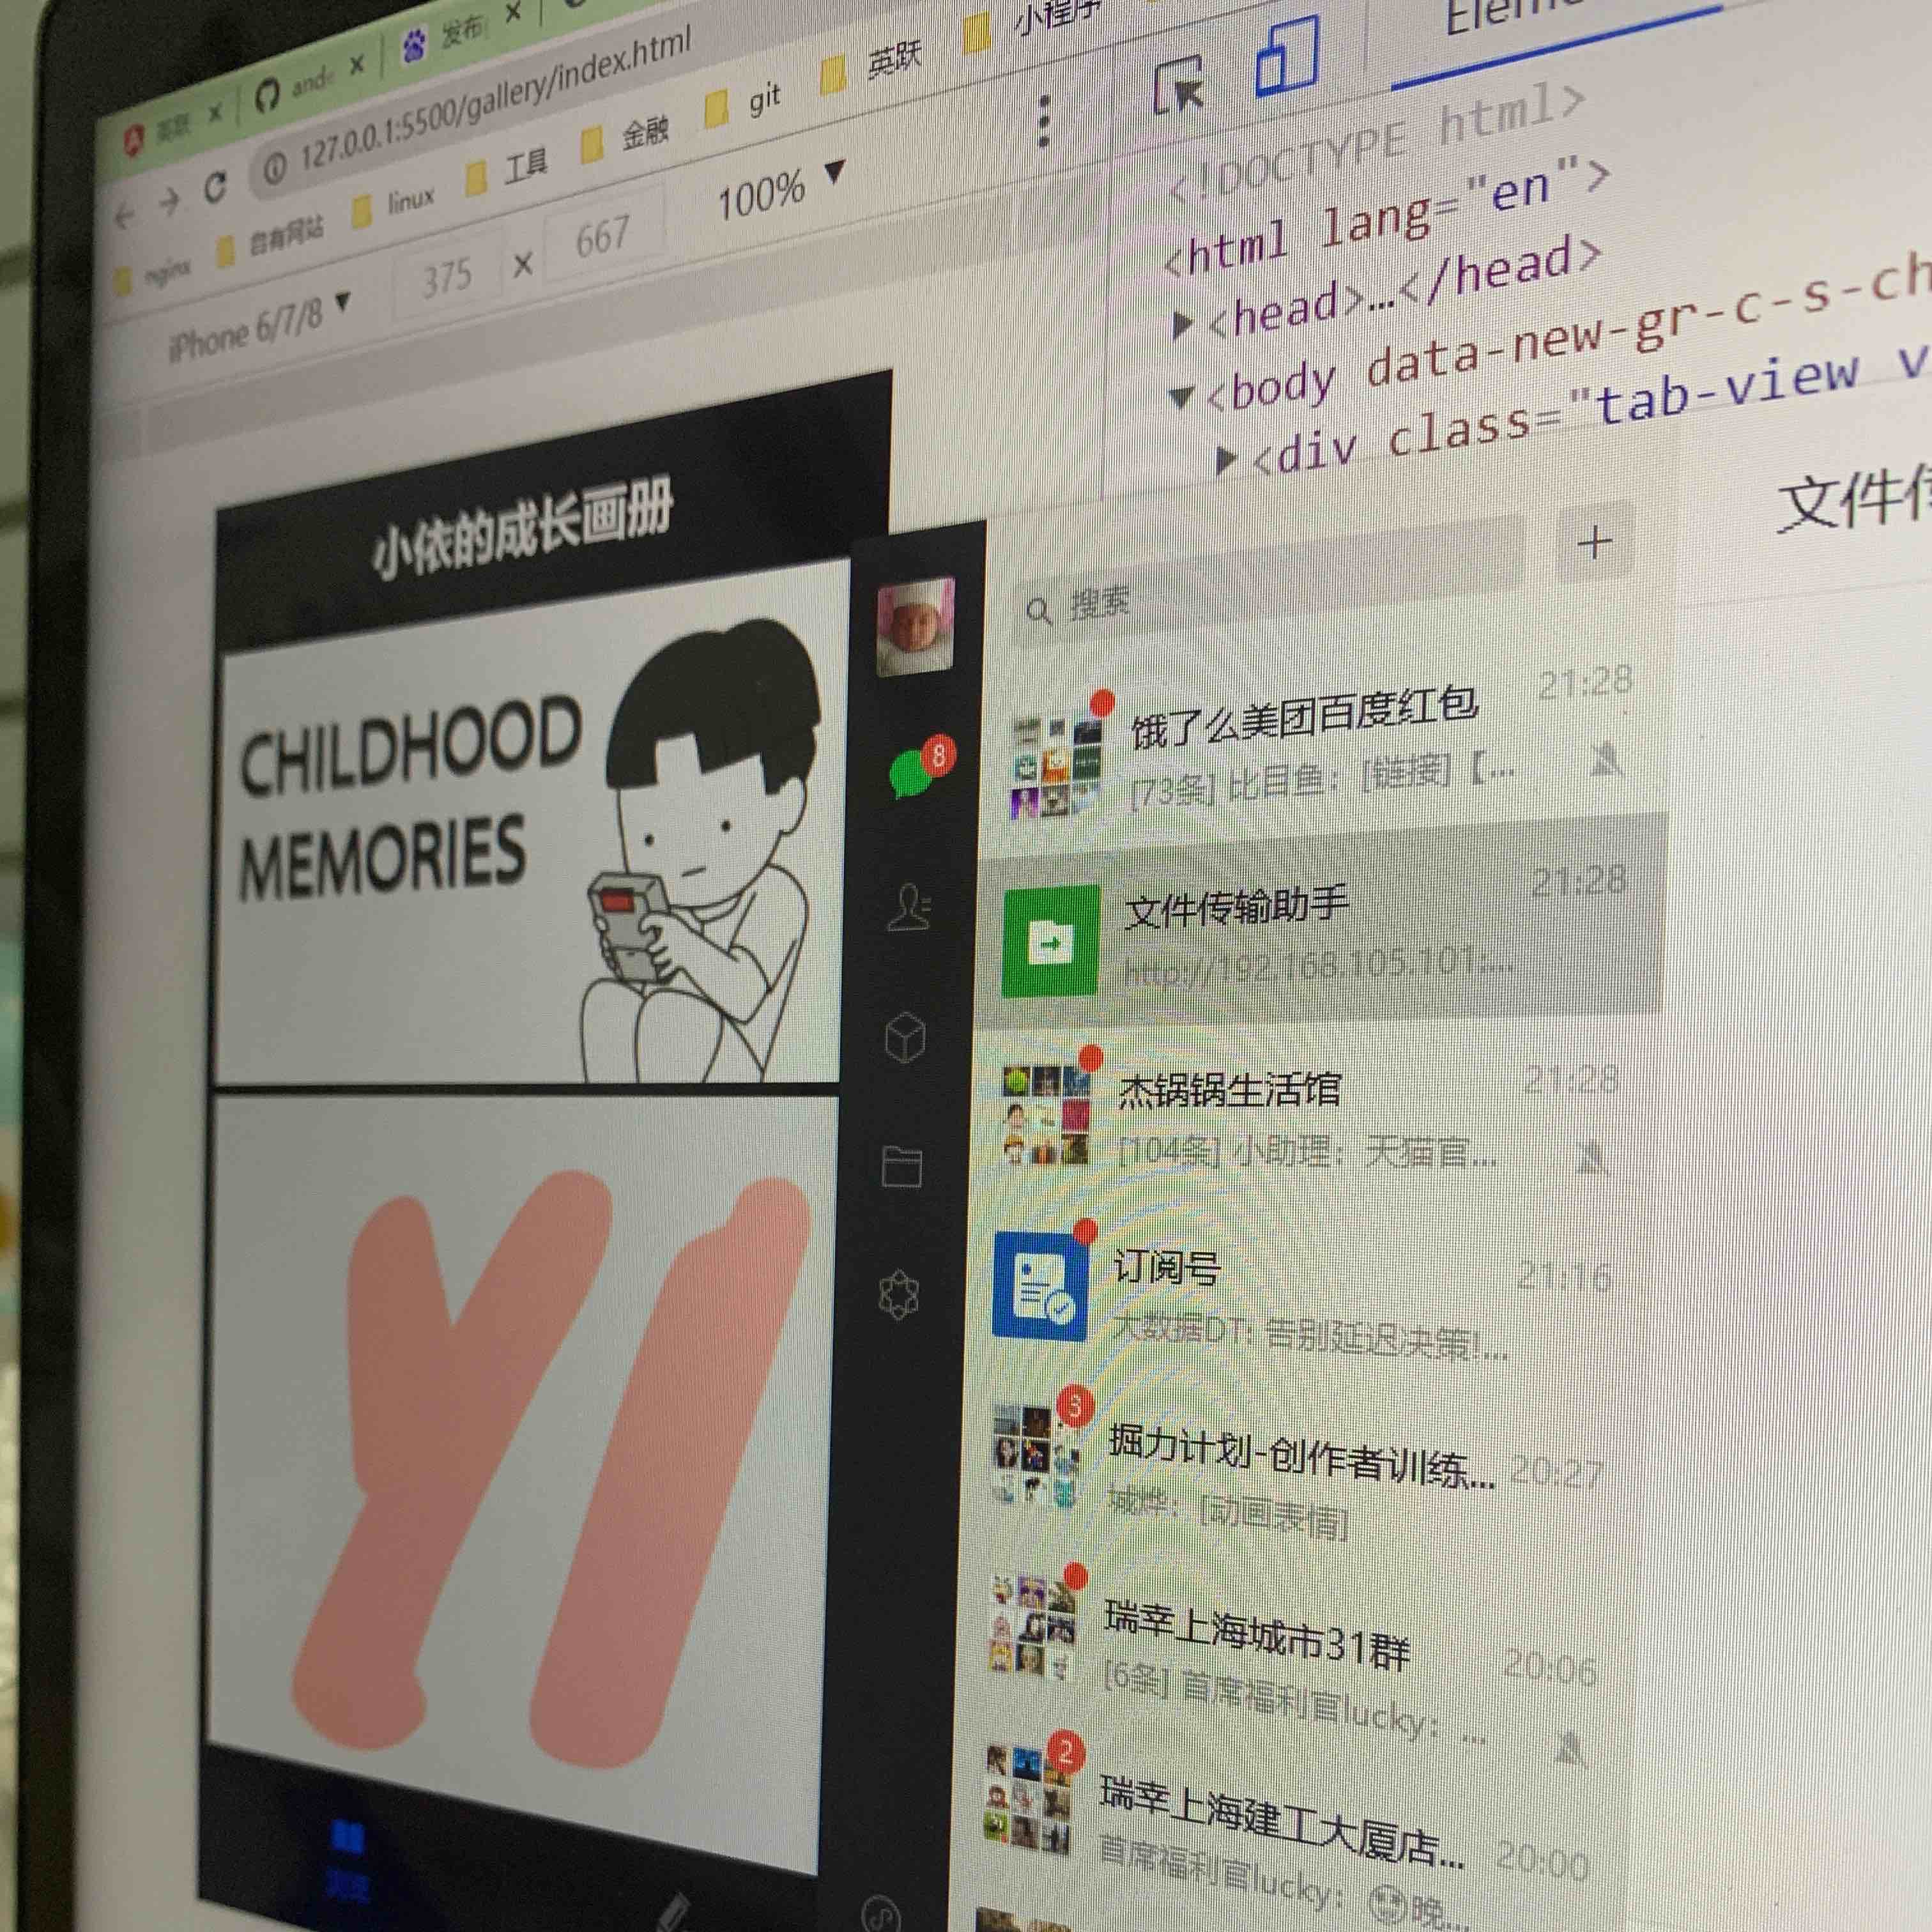 发布
127.0.0.1:5500/gallery/index.html
nginx 自有网站 linux 工具 金融 git 英跃 小程序
iPhone 6/7/8 ▼ 375 × 667 100% ▼
<!DOCTYPE html>
<html lang="en">
▶<head>…</head>
▼<body data-new-gr-c-s-ch
▶<div class="tab-view v
小依的成长画册
CHILDHOOD
MEMORIES
YI
8
搜索
+
文件传
饿了么美团百度红包 21:28
[73条] 比目鱼：[链接]【...
文件传输助手 21:28
http://192.168.105.101:...
杰锅锅生活馆 21:28
[104条] 小助理：天猫官...
订阅号 21:16
大数据DT: 告别延迟决策!...
3
掘力计划-创作者训练... 20:27
[动画表情]
瑞幸上海城市31群 20:06
[6条] 首席福利官lucky：...
2
瑞幸上海建工大厦店... 20:00
首席福利官lucky： 晚...